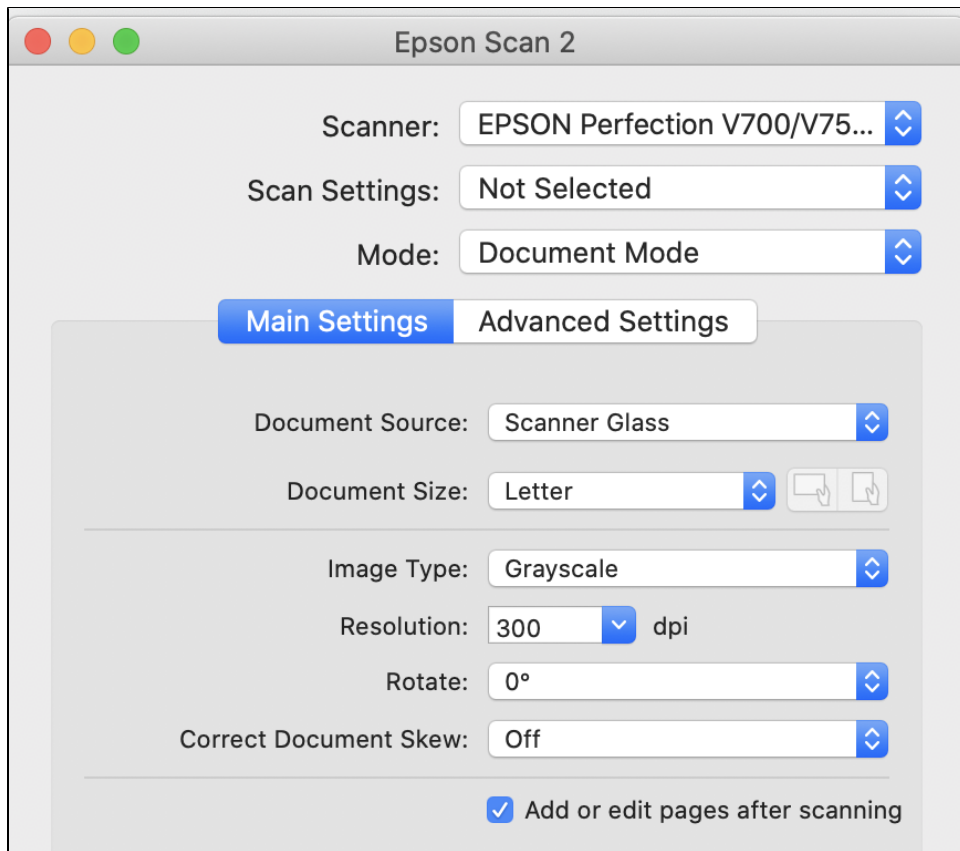 Epson Scan 2
Scanner: EPSON Perfection V700/V75...
Scan Settings: Not Selected
Mode: Document Mode
Main Settings Advanced Settings
Document Source: Scanner Glass
Document Size: Letter
Image Type: Grayscale
Resolution: 300 dpi
Rotate: 0°
Correct Document Skew: Off
Add or edit pages after scanning